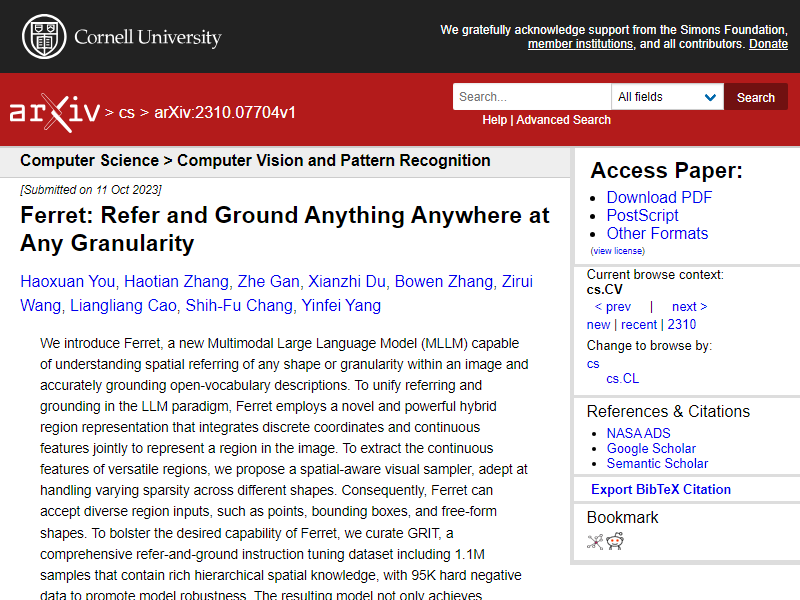 Cornell University
We gratefully acknowledge support from the Simons Foundation,
member institutions, and all contributors. Donate
arXiv > cs > arXiv:2310.07704v1
Search...
All fields
Search
Help | Advanced Search
Computer Science > Computer Vision and Pattern Recognition
[Submitted on 11 Oct 2023]
Ferret: Refer and Ground Anything Anywhere at
Any Granularity
Haoxuan You, Haotian Zhang, Zhe Gan, Xianzhi Du, Bowen Zhang, Zirui
Wang, Liangliang Cao, Shih-Fu Chang, Yinfei Yang
We introduce Ferret, a new Multimodal Large Language Model (MLLM) capable
of understanding spatial referring of any shape or granularity within an image and
accurately grounding open-vocabulary descriptions. To unify referring and
grounding in the LLM paradigm, Ferret employs a novel and powerful hybrid
region representation that integrates discrete coordinates and continuous
features jointly to represent a region in the image. To extract the continuous
features of versatile regions, we propose a spatial-aware visual sampler, adept at
handling varying sparsity across different shapes. Consequently, Ferret can
accept diverse region inputs, such as points, bounding boxes, and free-form
shapes. To bolster the desired capability of Ferret, we curate GRIT, a
comprehensive refer-and-ground instruction tuning dataset including 1.1M
samples that contain rich hierarchical spatial knowledge, with 95K hard negative
data to promote model robustness. The resulting model not only achieves
Access Paper:
Download PDF
PostScript
Other Formats
(view license)
Current browse context:
cs.CV
< prev | next >
new | recent | 2310
Change to browse by:
cs
cs.CL
References & Citations
NASA ADS
Google Scholar
Semantic Scholar
Export BibTeX Citation
Bookmark